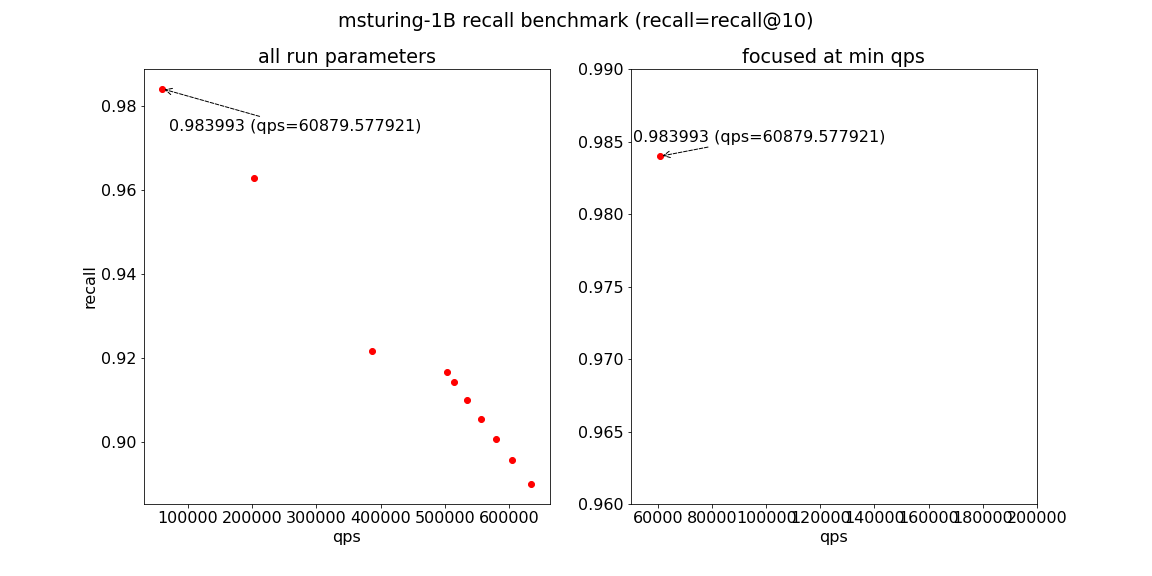 msturing-1B recall benchmark (recall=recall@10)
all run parameters
0.98
0.96
0.94
0.92
0.90
recall
0.983993 (qps=60879.577921)
100000 200000 300000 400000 500000 600000
qps
focused at min qps
0.990
0.985
0.980
0.975
0.970
0.965
0.960
0.983993 (qps=60879.577921)
60000 80000 100000 120000 140000 160000 180000 200000
qps